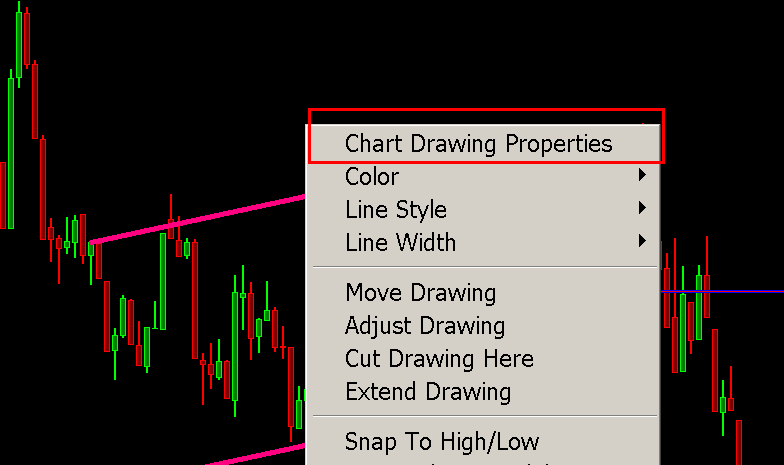 Chart Drawing Properties
Color
Line Style
Line Width
Move Drawing
Adjust Drawing
Cut Drawing Here
Extend Drawing
Snap To High/Low